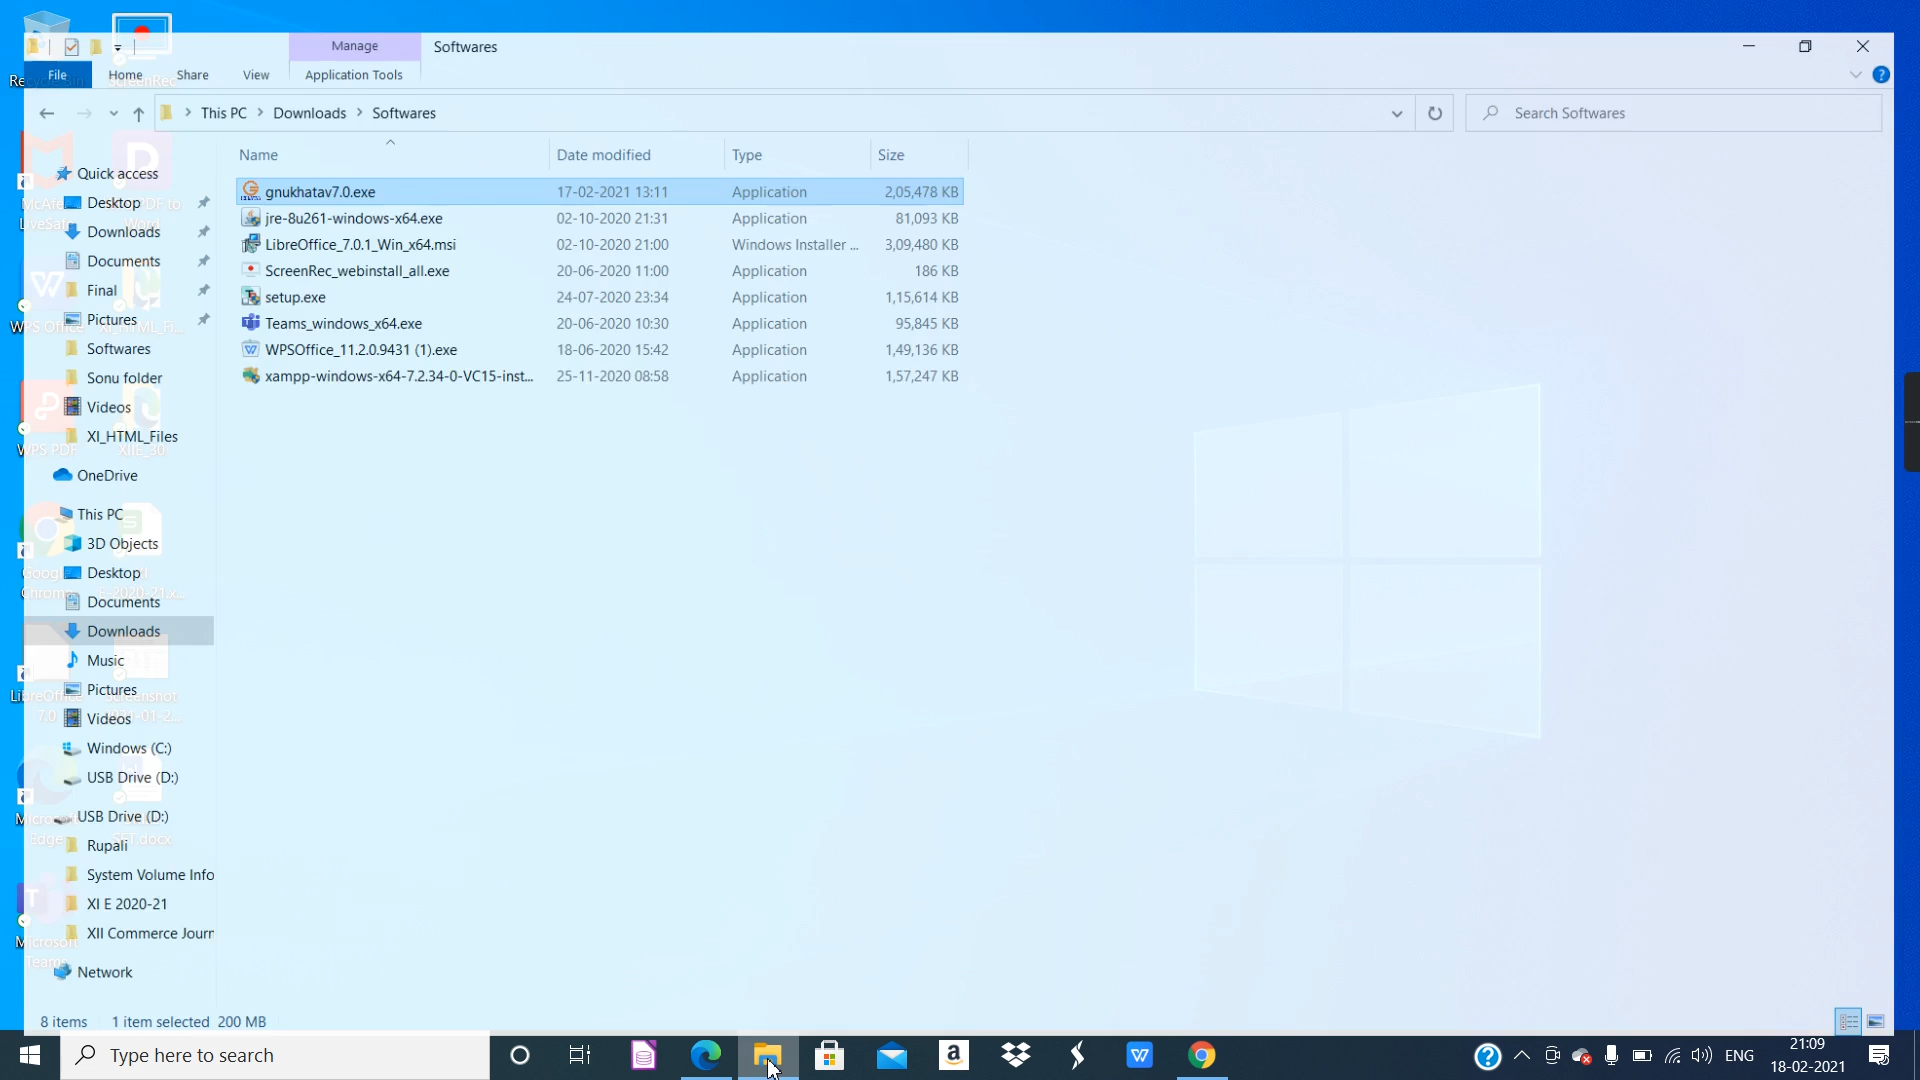 Manage
Softwares
File
Home
Share
View
Application Tools
This PC > Downloads > Softwares
Search Softwares
Name
Date modified
Type
Size
gnukhatav7.0.exe 17-02-2021 13:11 Application 2,05,478 KB
jre-8u261-windows-x64.exe 02-10-2020 21:31 Application 81,093 KB
LibreOffice_7.0.1_Win_x64.msi 02-10-2020 21:00 Windows Installer ... 3,09,480 KB
ScreenRec_webinstall_all.exe 20-06-2020 11:00 Application 186 KB
setup.exe 24-07-2020 23:34 Application 1,15,614 KB
Teams_windows_x64.exe 20-06-2020 10:30 Application 95,845 KB
WPSOffice_11.2.0.9431 (1).exe 18-06-2020 15:42 Application 1,49,136 KB
xampp-windows-x64-7.2.34-0-VC15-inst... 25-11-2020 08:58 Application 1,57,247 KB
Quick access
Desktop
Downloads
Documents
Final
Pictures
Softwares
Sonu folder
Videos
XI_HTML_Files
OneDrive
This PC
3D Objects
Desktop
Documents
Downloads
Music
Pictures
Videos
Windows (C:)
USB Drive (D:)
USB Drive (D:)
Rupali
System Volume Info
XI E 2020-21
XII Commerce Journ
Network
8 items 1 item selected 200 MB
Type here to search
ENG
21:09
18-02-2021